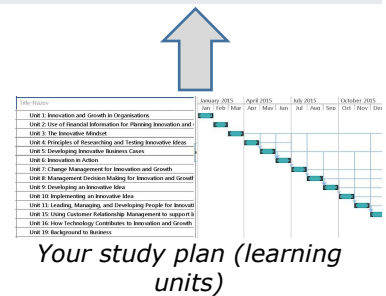 Title Názov
January 2015 April 2015 July 2015 October 2015
Jan Feb Mar Apr May Jun Jul Aug Sep Oct Nov Dec
Unit 1: Innovation and Growth in Organisations
Unit 2: Use of Financial Information for Planning Innovation and
Unit 3: The Innovative Mindset
Unit 4: Principles of Researching and Testing Innovative Ideas
Unit 5: Developing Innovative Business Cases
Unit 6: Innovation in Action
Unit 7: Change Management for Innovation and Growth
Unit 8: Management Decision Making for Innovation and Growth
Unit 9: Developing an Innovative Idea
Unit 10: Implementing an Innovative Idea
Unit 11: Leading, Managing, and Developing People for Innovati
Unit 15: Using Customer Relationship Management to support
Unit 16: How Technology Contributes to Innovation and Growth
Unit 19: Background to Business
Your study plan (learning
units)